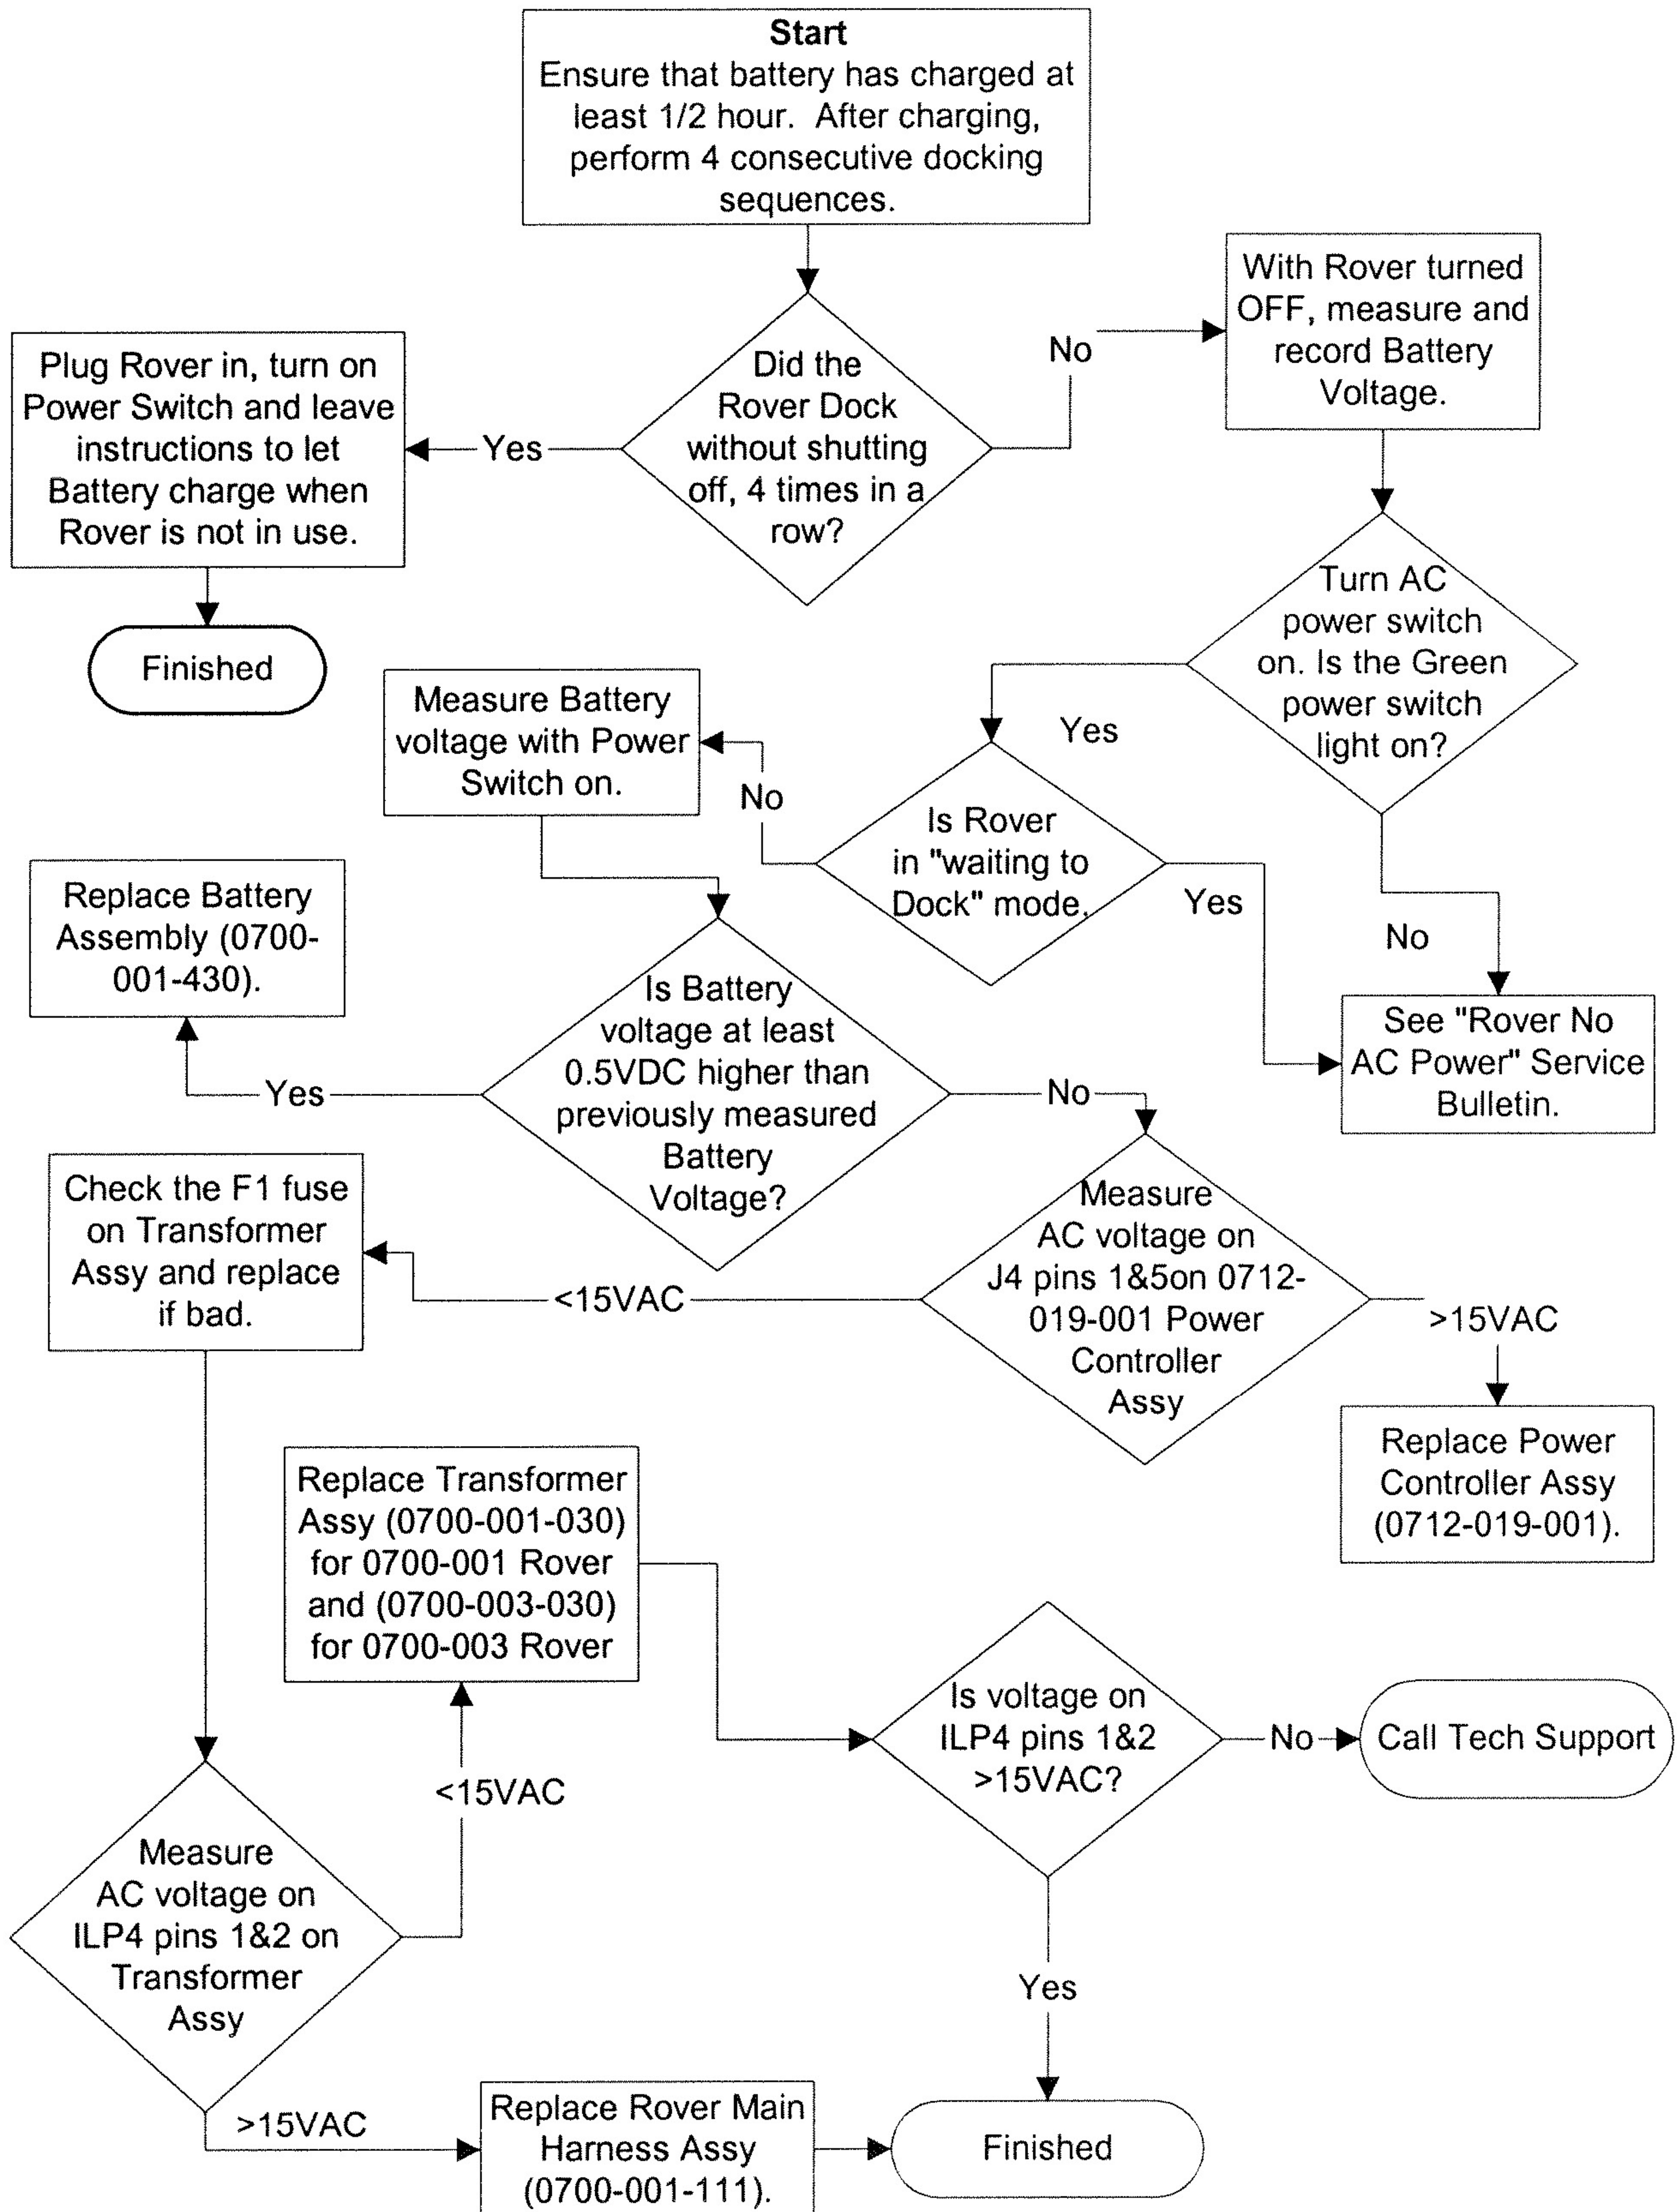 Start
Ensure that battery has charged at
least 1/2 hour.  After charging,
perform 4 consecutive docking
sequences.
Did the
Rover Dock
without shutting
off, 4 times in a
row?
Yes
Plug Rover in, turn on
Power Switch and leave
instructions to let
Battery charge when
Rover is not in use.
Finished
No
With Rover turned
OFF, measure and
record Battery
Voltage.
Turn AC
power switch
on. Is the Green
power switch
light on?
Yes
No
Is Rover
in "waiting to
Dock" mode.
Yes
See "Rover No
AC Power" Service
Bulletin.
No
Measure Battery
voltage with Power
Switch on.
Is Battery
voltage at least
0.5VDC higher than
previously measured
Battery
Voltage?
Yes
Replace Battery
Assembly (0700-
001-430).
No
Measure
AC voltage on
J4 pins 1&5on 0712-
019-001 Power
Controller
Assy
>15VAC
Replace Power
Controller Assy
(0712-019-001).
<15VAC
Check the F1 fuse
on Transformer
Assy and replace
if bad.
Measure
AC voltage on
ILP4 pins 1&2 on
Transformer
Assy
<15VAC
Replace Transformer
Assy (0700-001-030)
for 0700-001 Rover
and (0700-003-030)
for 0700-003 Rover
Is voltage on
ILP4 pins 1&2
>15VAC?
No
Call Tech Support
Yes
>15VAC
Replace Rover Main
Harness Assy
(0700-001-111).
Finished